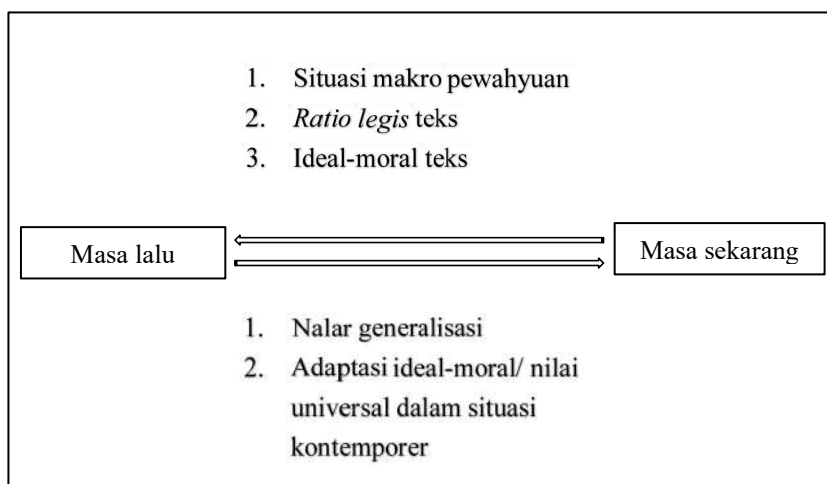 1. Situasi makro pewahyuan
2. Ratio legis teks
3. Ideal-moral teks
Masa lalu
Masa sekarang
1. Nalar generalisasi
2. Adaptasi ideal-moral/ nilai
universal dalam situasi
kontemporer